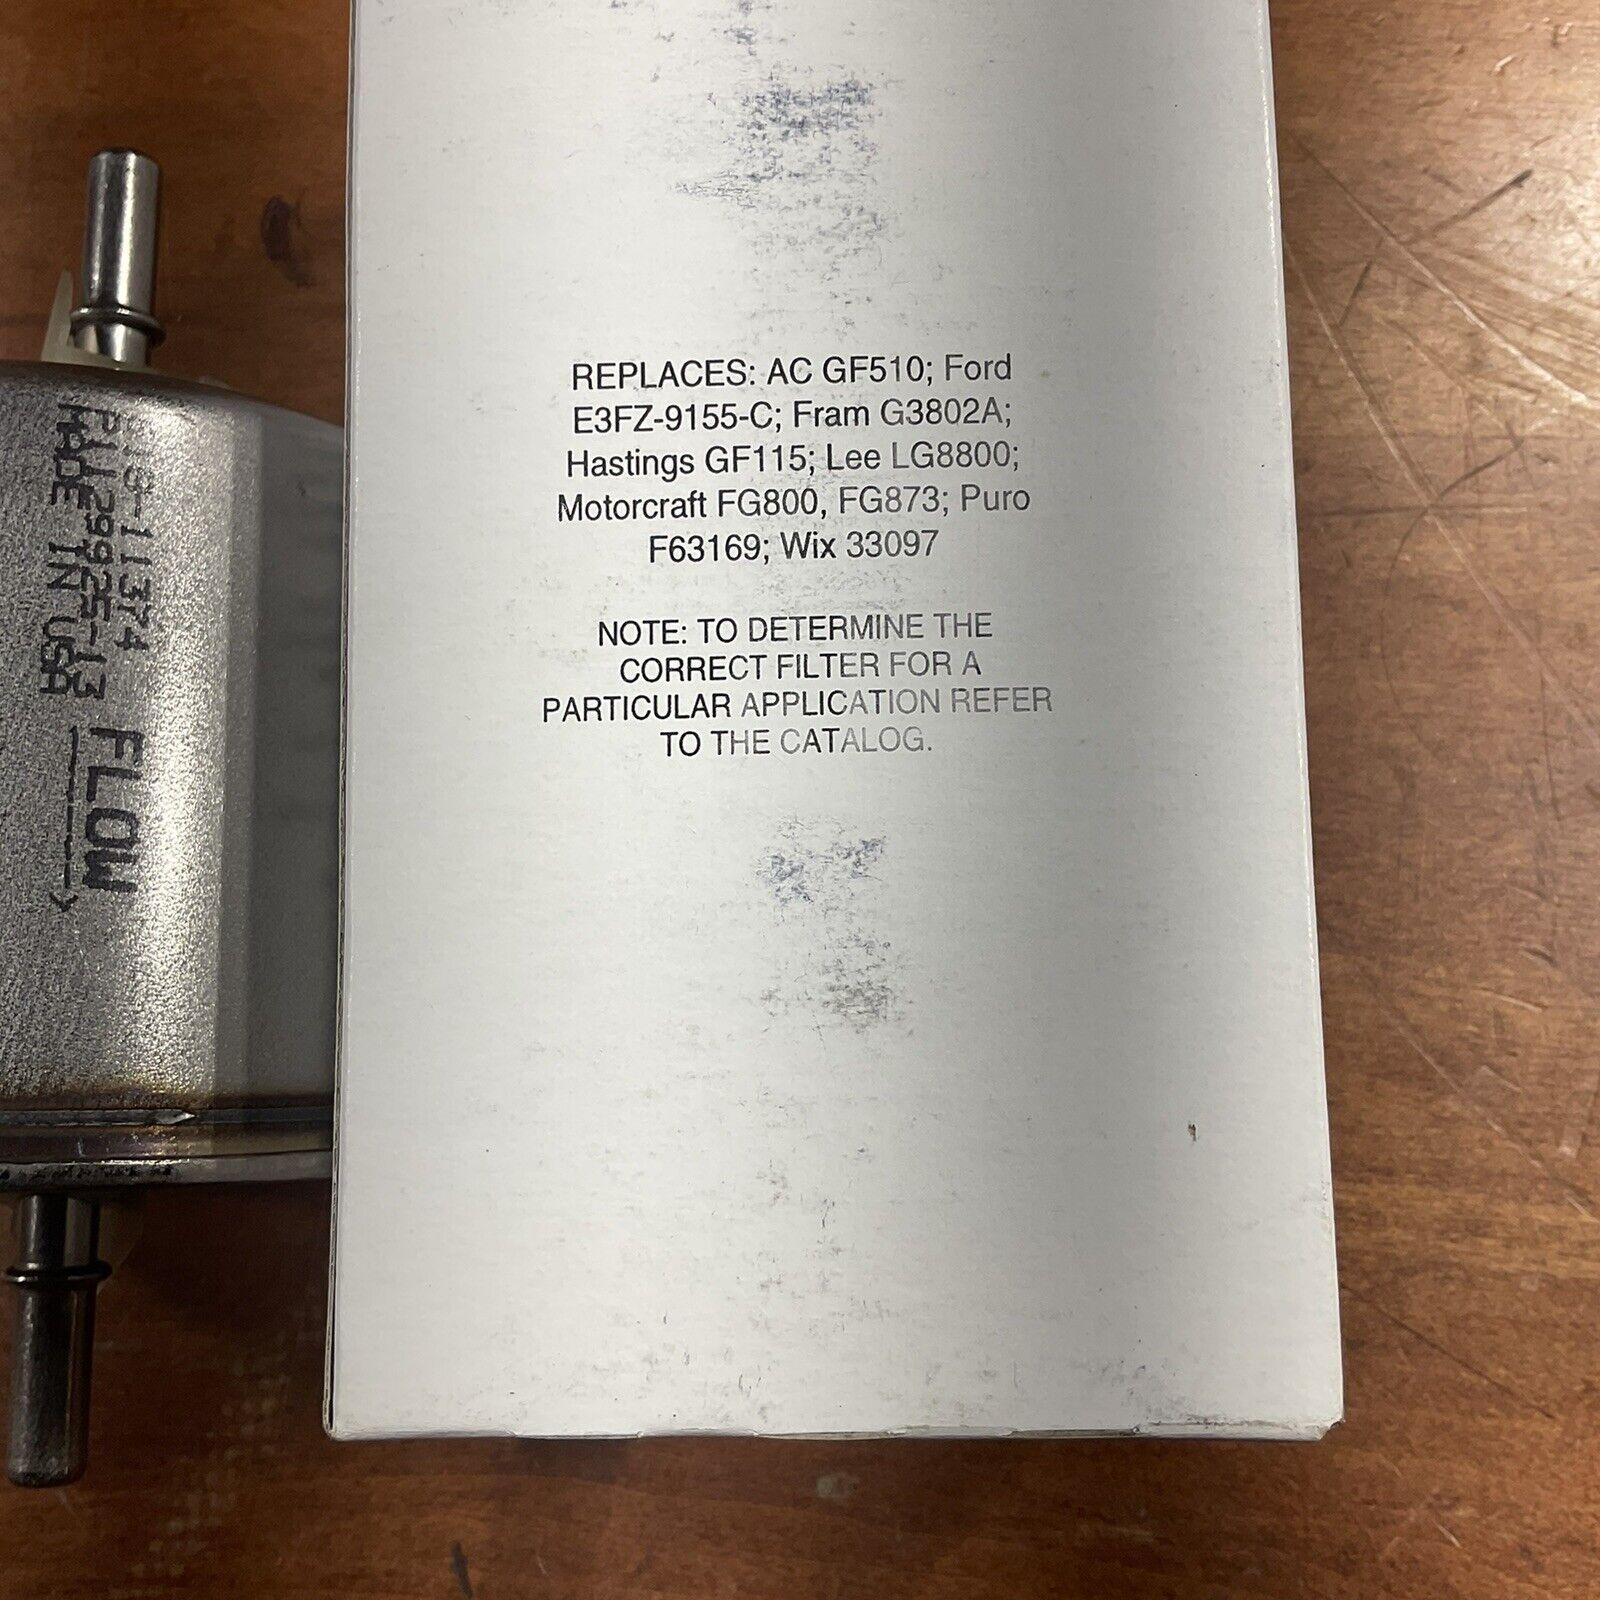 REPLACES: AC GF510; Ford
E3FZ-9155-C; Fram G3802A;
Hastings GF115; Lee LG8800;
Motorcraft FG800, FG873; Puro
F63169; Wix 33097
NOTE: TO DETERMINE THE
CORRECT FILTER FOR A
PARTICULAR APPLICATION REFER
TO THE CATALOG.
MADE IN USA
FLOW